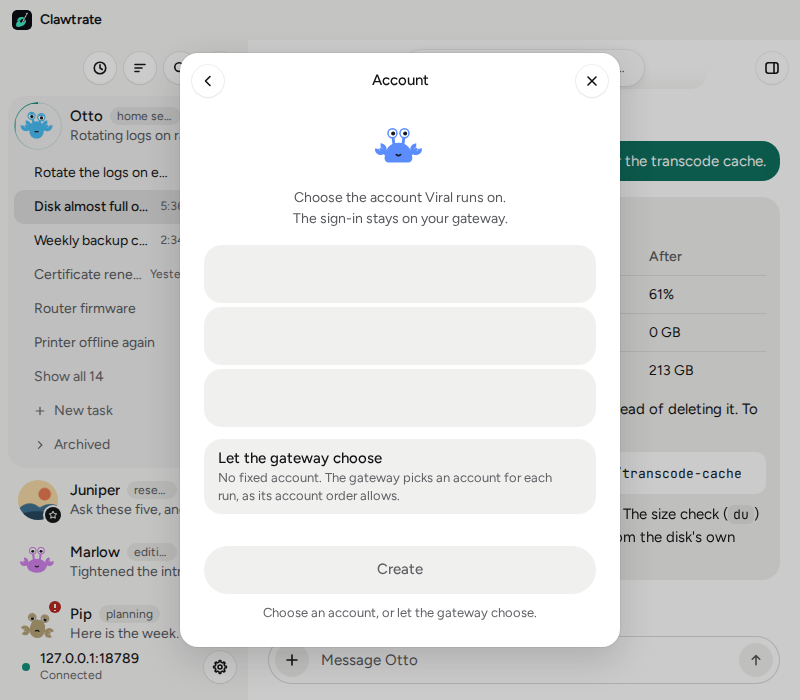 Clawtrate
Otto home se...
Rotating logs on r
Rotate the logs on e...
Disk almost full o... 5:36
Weekly backup c... 2:34
Certificate rene... Yeste
Router firmware
Printer offline again
Show all 14
New task
Archived
Juniper rese...
Ask these five, an
Marlow editi...
Tightened the intr
Pip planning
Here is the week.
127.0.0.1:18789
Connected
Account
Choose the account Viral runs on.
The sign-in stays on your gateway.
Let the gateway choose
No fixed account. The gateway picks an account for each
run, as its account order allows.
Create
Choose an account, or let the gateway choose.
the transcode cache.
After
61%
0 GB
213 GB
ead of deleting it. To
/transcode-cache
The size check (du)
om the disk's own
Message Otto